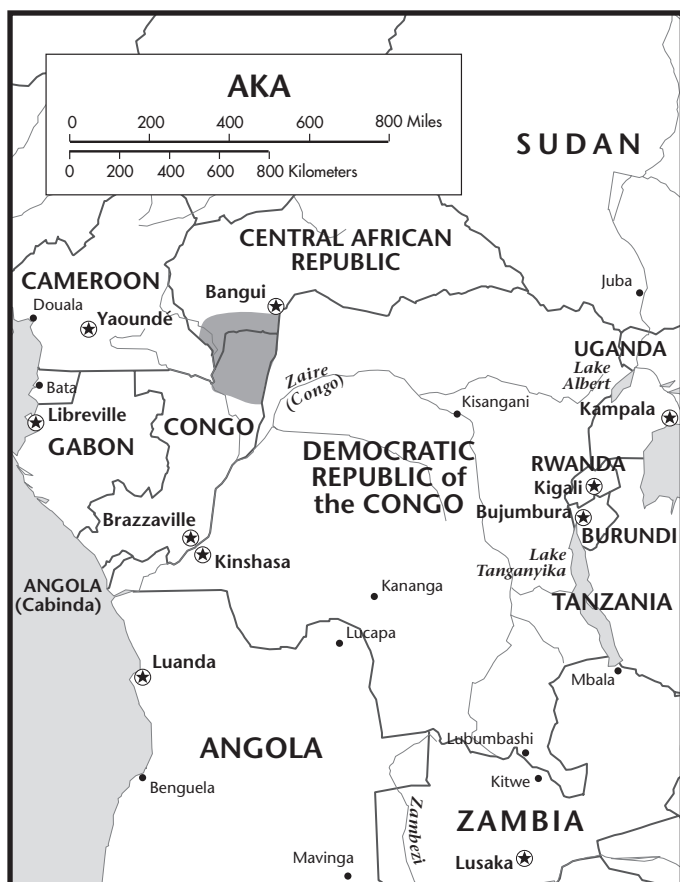 AKA
0 200 400 600 800 Miles
0 200 400 600 800 Kilometers
SUDAN
CENTRAL AFRICAN
REPUBLIC
CAMEROON
Juba
Bangui
Douala
Yaoundé
UGANDA
Lake
Albert
Zaire
(Congo)
Bata
Kisangani
Kampala
Libreville
CONGO
GABON
DEMOCRATIC
REPUBLIC of
the CONGO
RWANDA
Kigali
Bujumbura
BURUNDI
Brazzaville
Kinshasa
Lake
Tanganyika
ANGOLA
(Cabinda)
Kananga
TANZANIA
Lucapa
Luanda
Mbala
ANGOLA
Lubumbashi
Benguela
Kitwe
Zambezi
ZAMBIA
Mavinga
Lusaka